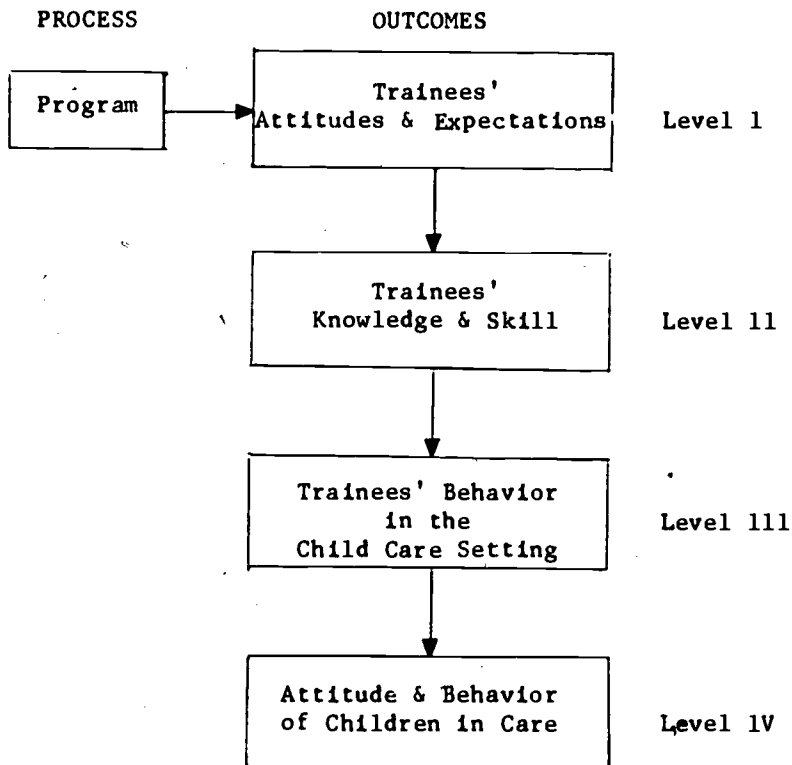 PROCESS OUTCOMES
Program
Trainees'
Attitudes & Expectations
Level 1
Trainees'
Knowledge & Skill
Level 11
Trainees' Behavior
in the
Child Care Setting
Level 111
Attitude & Behavior
of Children in Care
Level 1V